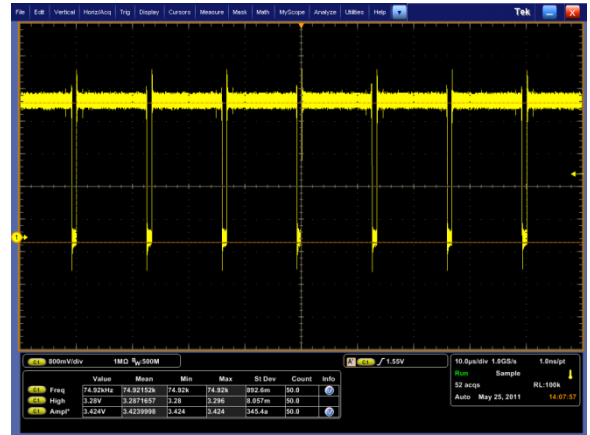 File Edit Vertical Horiz/Acq Trig Display Cursors Measure Mask Math MyScope Analyze Utilities Help Tek
1
C1 800mV/div 1MΩ BW:500M
A' C1 1.55V
10.0µs/div 1.0GS/s 1.0ns/pt
Run Sample
52 acqs RL:100k
Auto May 25, 2011 14:07:57
Value Mean Min Max St Dev Count Info
C1 Freq 74.92kHz 74.92152k 74.92k 74.92k 892.6m 50.0
C1 High 3.28V 3.2871657 3.28 3.296 8.057m 50.0
C1 Ampl* 3.424V 3.4239998 3.424 3.424 345.4a 50.0